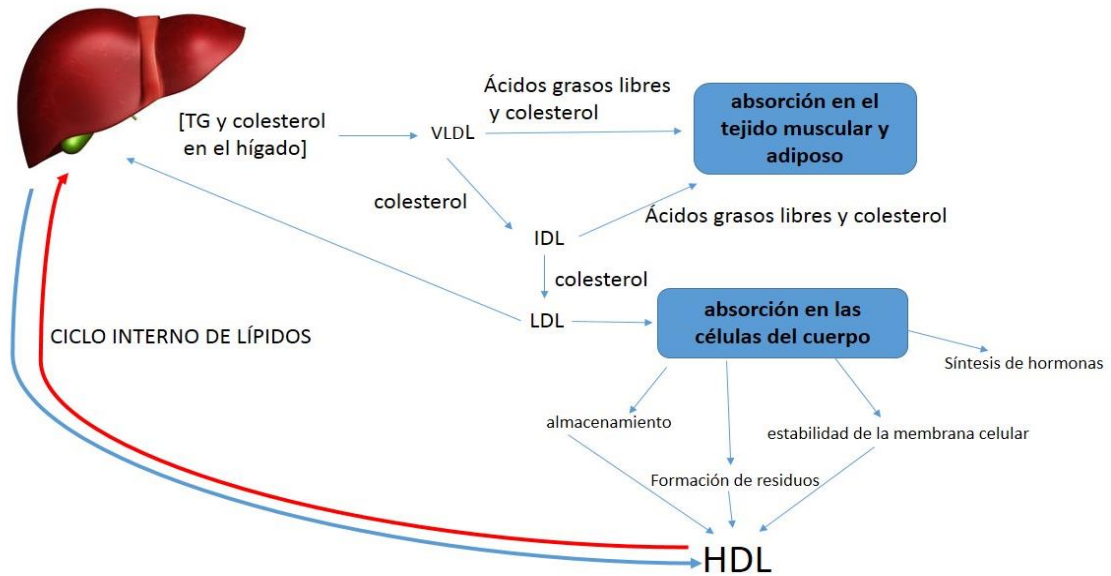 [TG y colesterol
en el hígado]
VLDL
Ácidos grasos libres
y colesterol
absorción en el
tejido muscular y
adiposo
colesterol
IDL
Ácidos grasos libres y colesterol
colesterol
LDL
absorción en las
células del cuerpo
CICLO INTERNO DE LÍPIDOS
Síntesis de hormonas
almacenamiento
estabilidad de la membrana celular
Formación de residuos
HDL